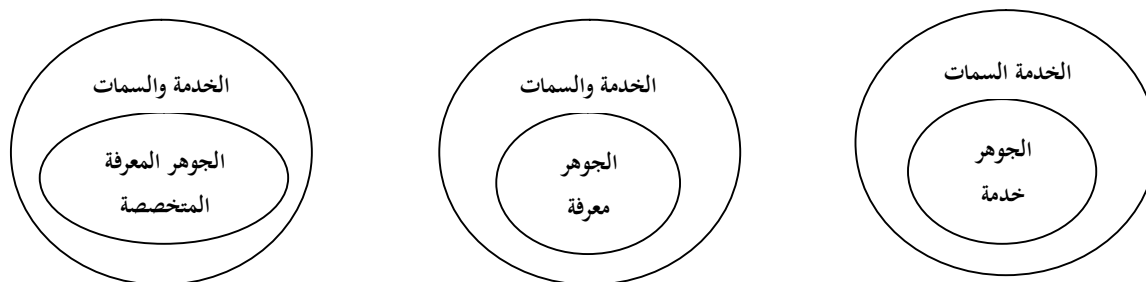 الخدمة السمات
الجوهر
خدمة
الخدمة والسمات
الجوهر
معرفة
الخدمة والسمات
الجوهر المعرفة
المتخصصة